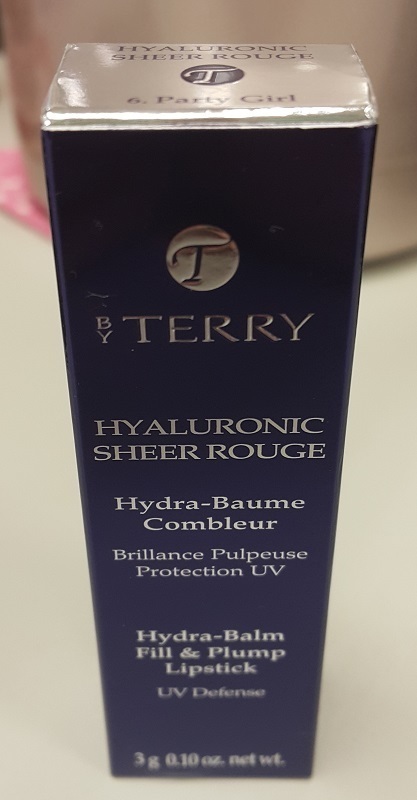 HYALURONIC
SHEER ROUGE
T
6. Party Girl
T
BY TERRY
HYALURONIC
SHEER ROUGE
Hydra-Baume
Combleur
Brillance Pulpeuse
Protection UV
Hydra-Balm
Fill & Plump
Lipstick
UV Defense
3 g 0.10 oz. net wt.